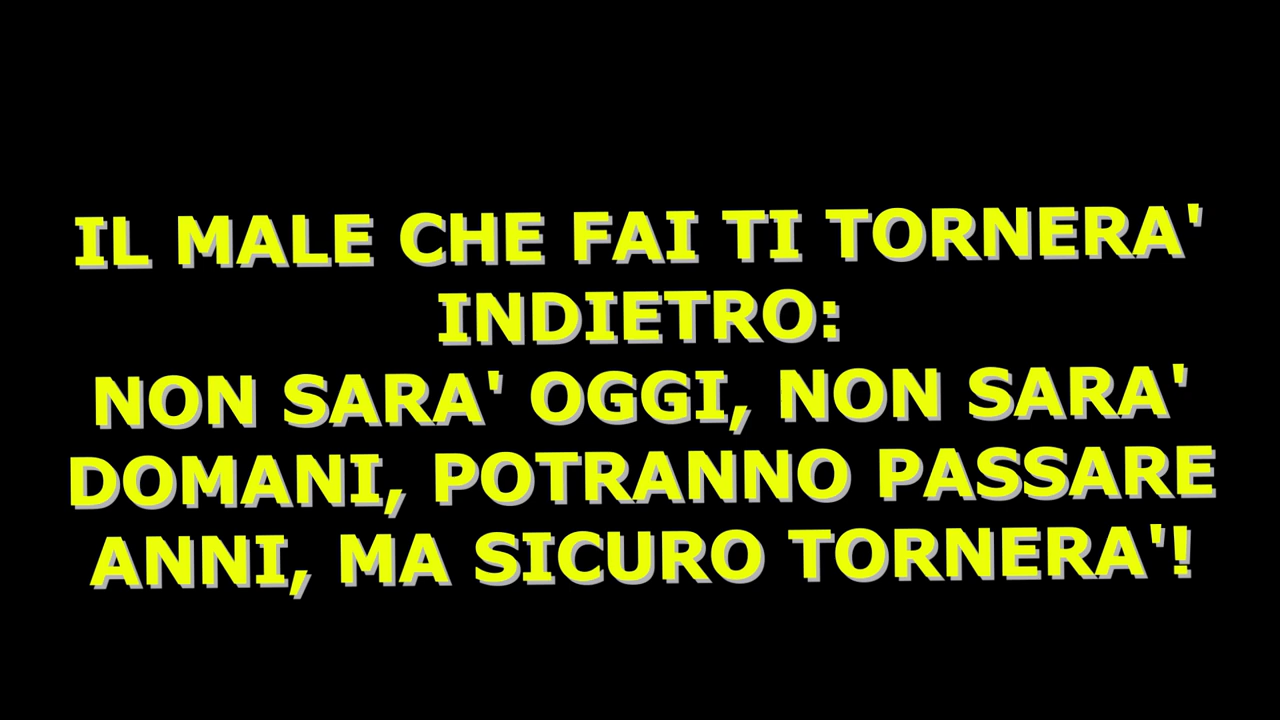 IL MALE CHE FAI TI TORNERA'
INDIETRO:
NON SARA' OGGI, NON SARA'
DOMANI, POTRANNO PASSARE
ANNI, MA SICURO TORNERA'!